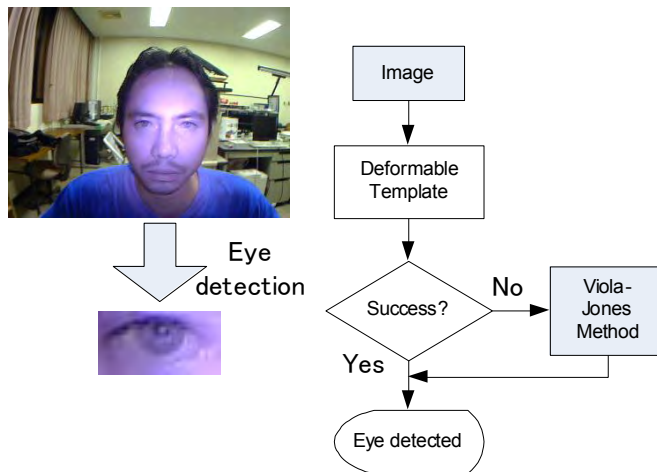 Image
Deformable
Template
Eye
detection
Success?
No
Viola-
Jones
Method
Yes
Eye detected